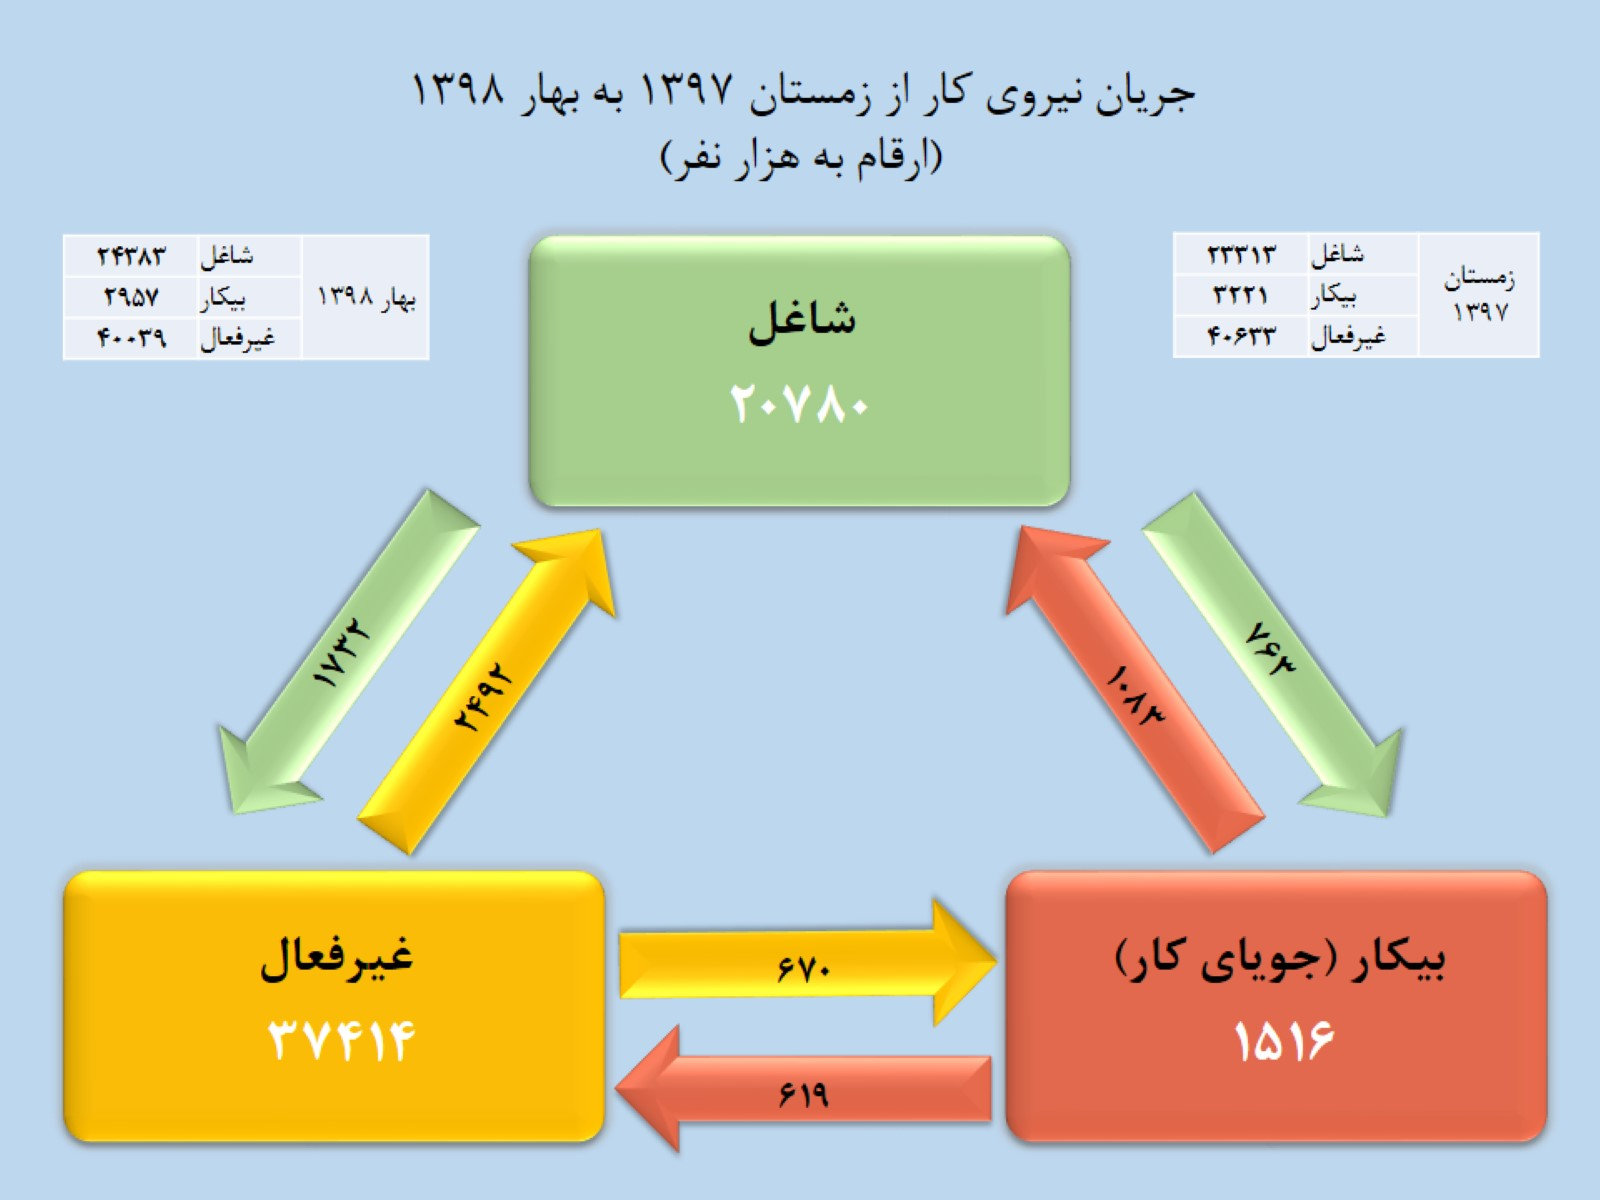 جریان نیروی کار از زمستان ۱۳۹۷ به بهار ۱۳۹۸
(ارقام به هزار نفر)
زمستان
۱۳۹۷
شاغل ۲۳۳۱۳
بیکار ۳۲۲۱
غیرفعال ۴۰۶۳۳
بهار ۱۳۹۸
شاغل ۲۴۳۸۳
بیکار ۲۹۵۷
غیرفعال ۴۰۰۳۹
شاغل
۲۰۷۸۰
۷۶۳
۱۰۸۳
۲۴۹۲
۱۷۳۲
بیکار (جویای کار)
۱۵۱۶
۶۷۰
۶۱۹
غیرفعال
۳۷۴۱۴